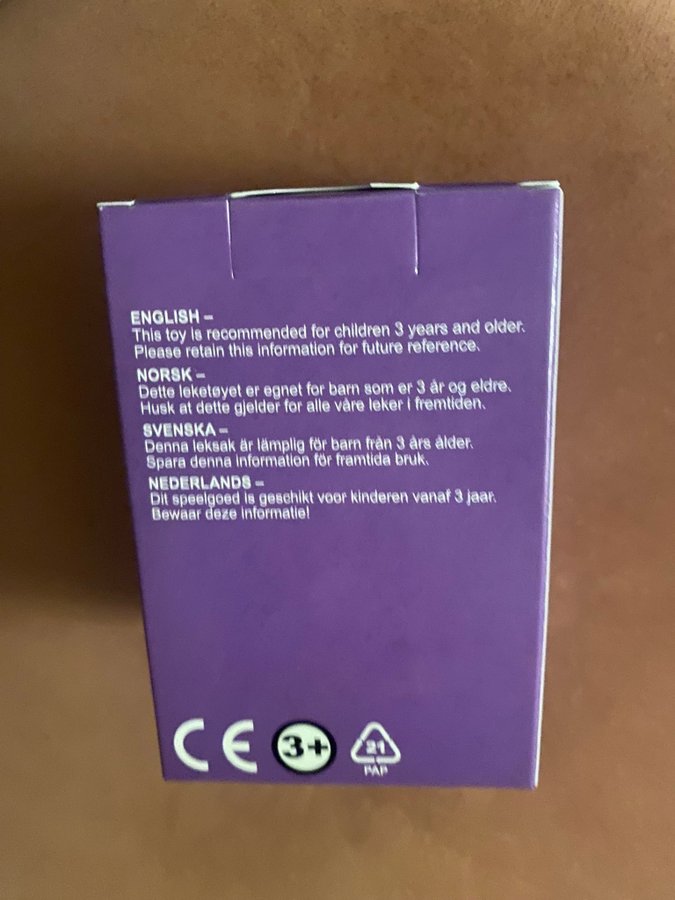 ENGLISH –
This toy is recommended for children 3 years and older.
Please retain this information for future reference.
NORSK –
Dette leketøyet er egnet for barn som er 3 år og eldre.
Husk at dette gjelder for alle våre leker i fremtiden.
SVENSKA –
Denna leksak är lämplig för barn från 3 års ålder.
Spara denna information för framtida bruk.
NEDERLANDS –
Dit speelgoed is geschikt voor kinderen vanaf 3 jaar.
Bewaar deze informatie!
CE 3+ 21
PAP